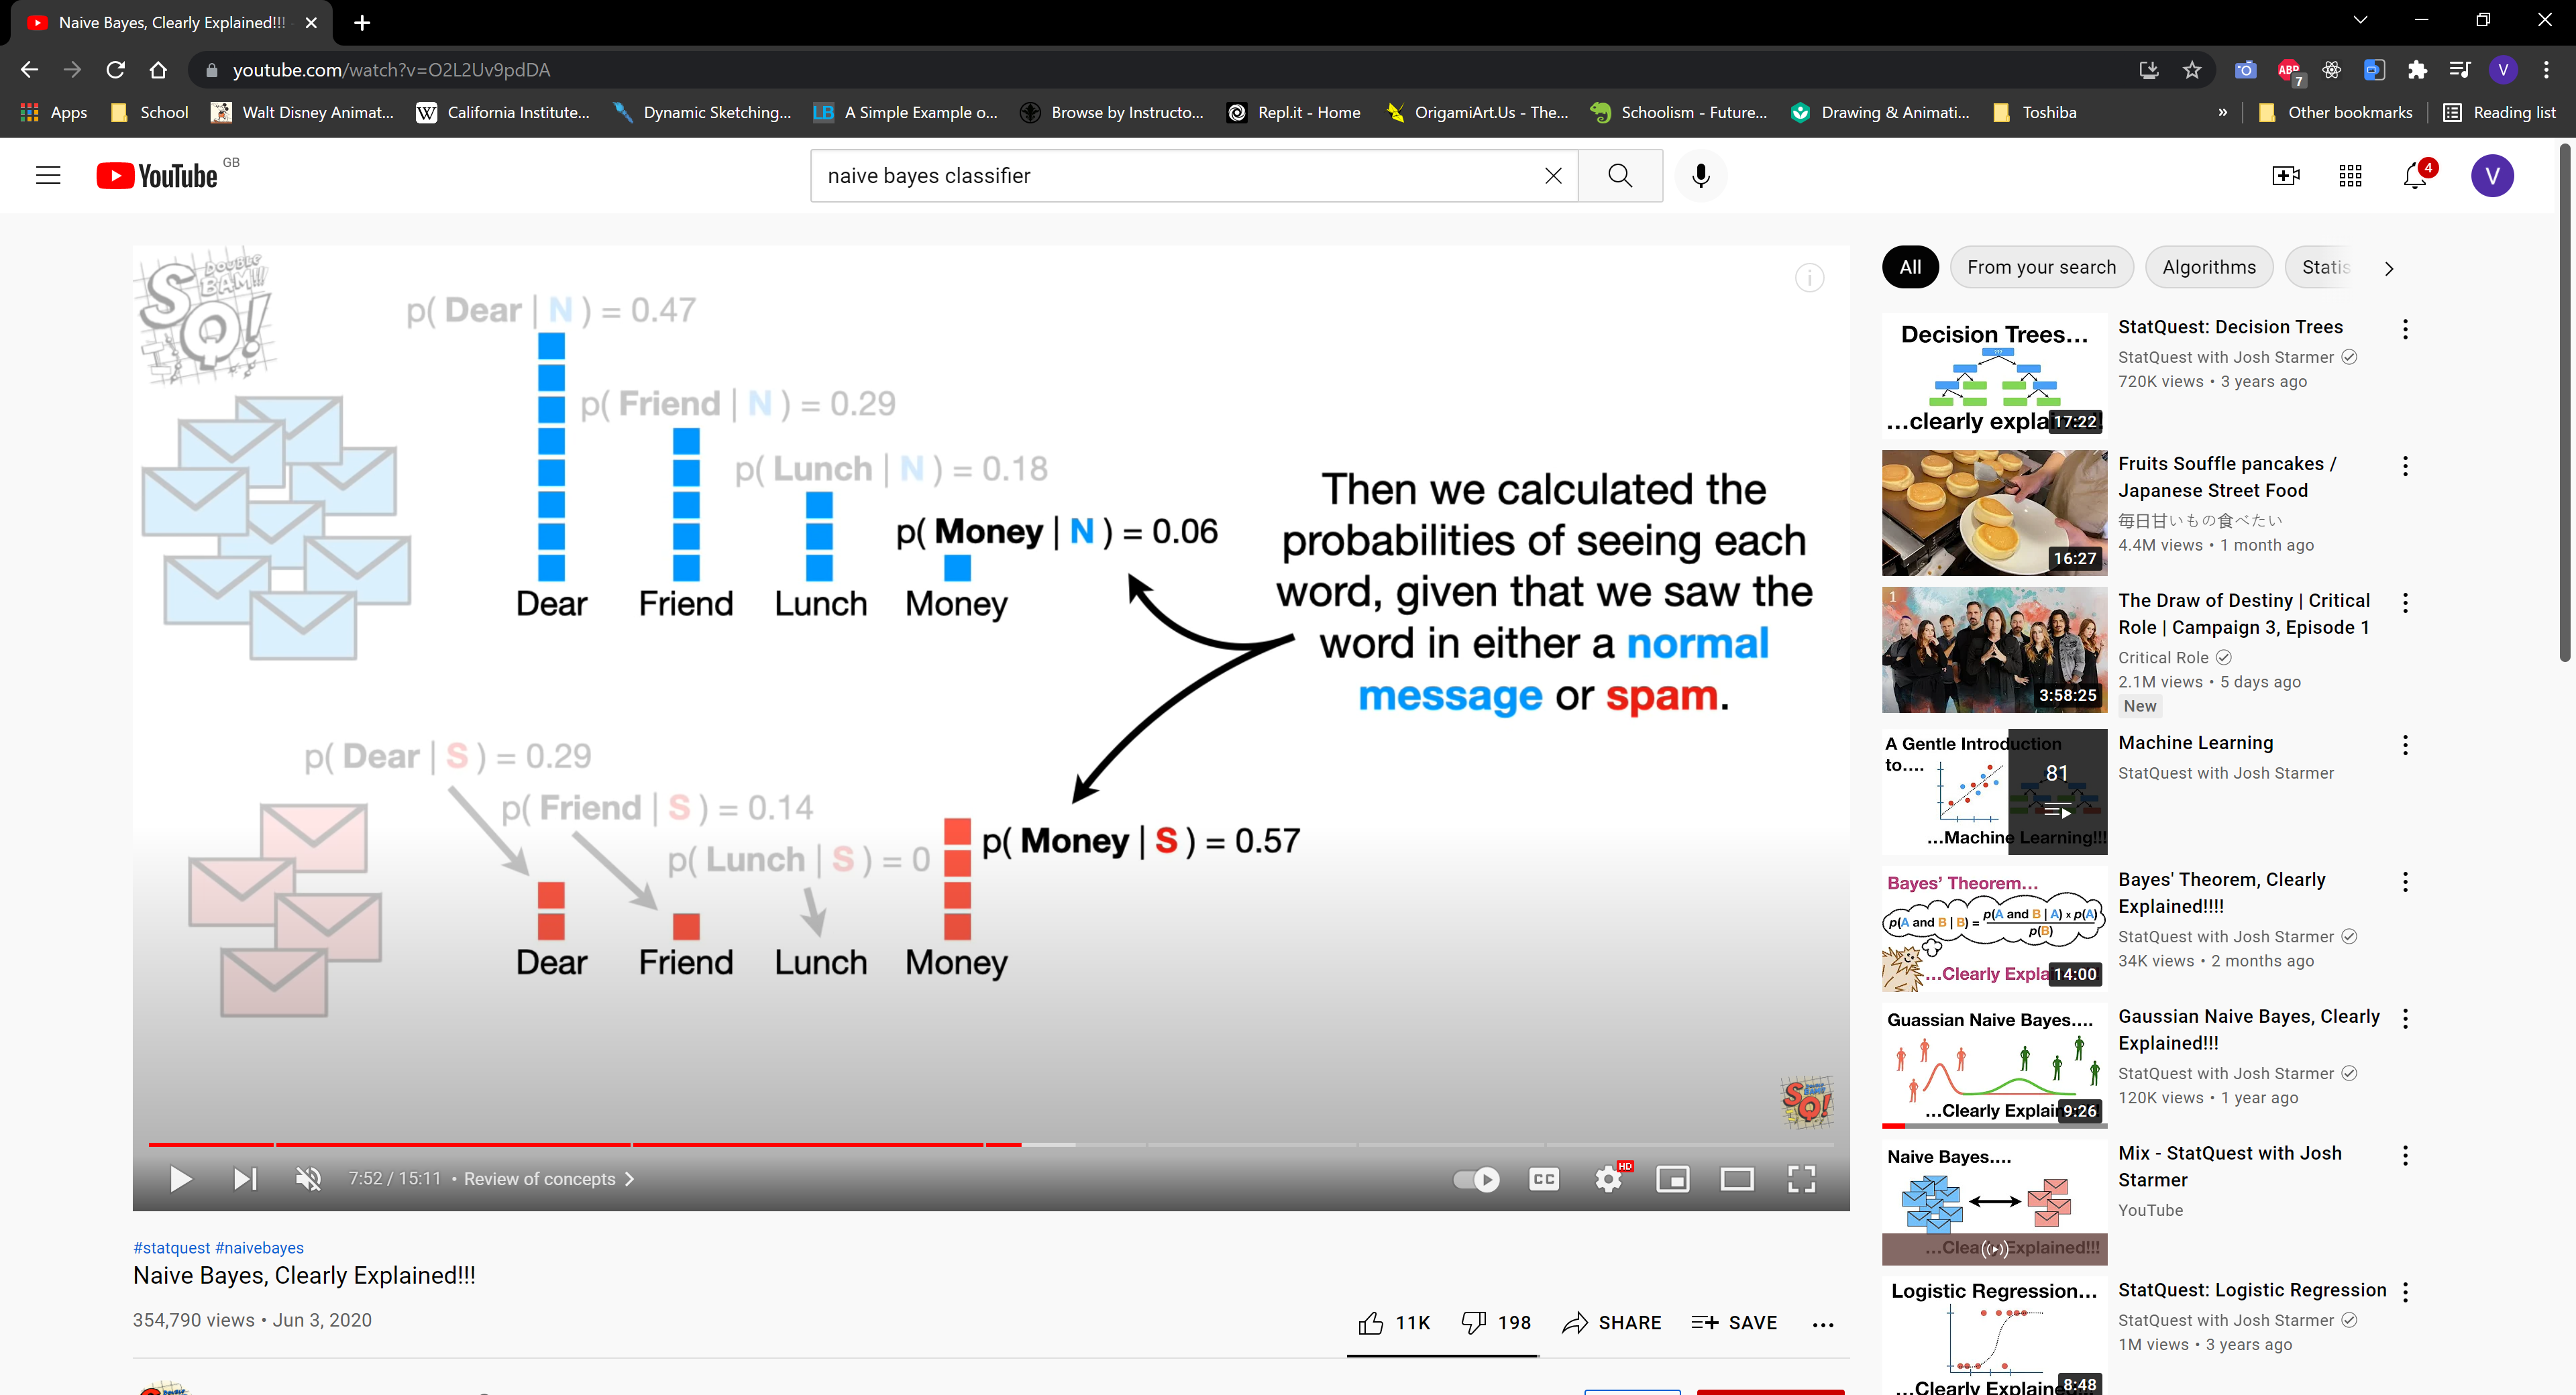 Naive Bayes, Clearly Explained!!!
youtube.com/watch?v=O2L2Uv9pdDA
ABP
7
V
Apps
School
Walt Disney Animat...
W
California Institute...
Dynamic Sketching...
LB
A Simple Example o...
Browse by Instructo...
Repl.it - Home
OrigamiArt.Us - The...
Schoolism - Future...
Drawing & Animati...
Toshiba
»
Other bookmarks
Reading list
YouTube GB
naive bayes classifier
4
V
DOUBLE
BAM!!!
SQ!
p( Dear | N ) = 0.47
p( Friend | N ) = 0.29
p( Lunch | N ) = 0.18
p( Money | N ) = 0.06
Dear Friend Lunch Money
Then we calculated the
probabilities of seeing each
word, given that we saw the
word in either a normal
message or spam.
p( Dear | S ) = 0.29
p( Friend | S ) = 0.14
p( Lunch | S ) = 0
p( Money | S ) = 0.57
Dear Friend Lunch Money
SQ!
7:52 / 15:11 • Review of concepts
CC
HD
#statquest #naivebayes
Naive Bayes, Clearly Explained!!!
354,790 views • Jun 3, 2020
11K
198
SHARE
SAVE
All
From your search
Algorithms
Statis
Decision Trees...
17:22
StatQuest: Decision Trees
StatQuest with Josh Starmer
720K views • 3 years ago
16:27
Fruits Souffle pancakes /
Japanese Street Food
毎日甘いもの食べたい
4.4M views • 1 month ago
1
3:58:25
The Draw of Destiny | Critical
Role | Campaign 3, Episode 1
Critical Role
2.1M views • 5 days ago
New
A Gentle Introduction
to....
81
...Machine Learning!!!
Machine Learning
StatQuest with Josh Starmer
Bayes' Theorem...
p(A and B | B) = p(A and B | A) x p(A)
p(B)
...Clearly Expla
14:00
Bayes' Theorem, Clearly
Explained!!!!
StatQuest with Josh Starmer
34K views • 2 months ago
Guassian Naive Bayes....
...Clearly Explain
9:26
Gaussian Naive Bayes, Clearly
Explained!!!
StatQuest with Josh Starmer
120K views • 1 year ago
Naive Bayes....
...Clearly Explained!!!
Mix - StatQuest with Josh
Starmer
YouTube
Logistic Regression...
...Clearly Explaine
8:48
StatQuest: Logistic Regression
StatQuest with Josh Starmer
1M views • 3 years ago